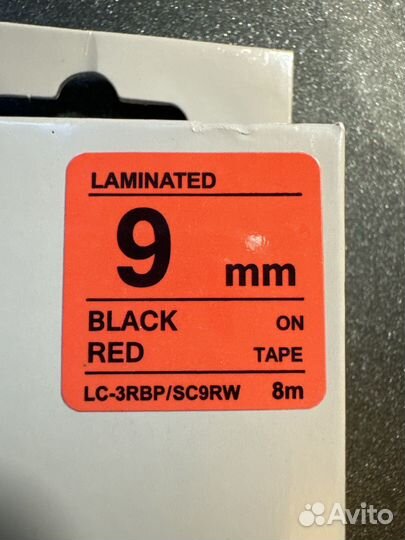 LAMINATED
9 mm
BLACK ON
RED TAPE
LC-3RBP/SC9RW 8m
Avito